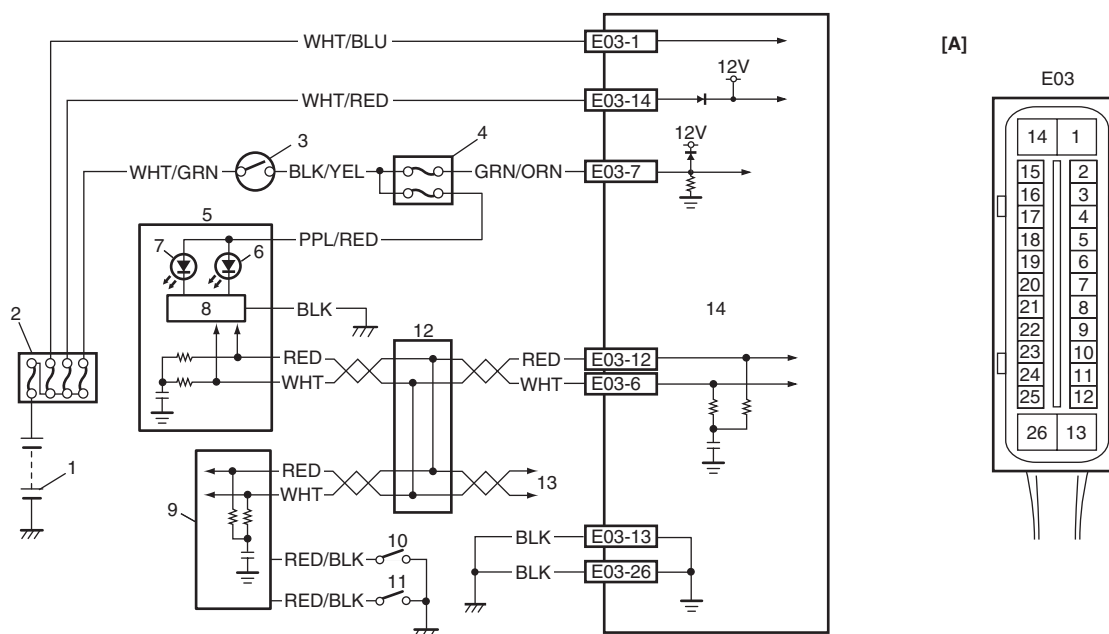 WHT/BLU E03-1
[A]
12V
E03
WHT/RED E03-14
3 4 12V
14 1
WHT/GRN BLK/YEL GRN/ORN E03-7
15 2
16 3
17 4
5
18 5
7 6 PPL/RED
19 6
20 7
8 BLK 14
21 8
2 12
22 9
RED RED E03-12
23 10
WHT WHT E03-6
24 11
25 12
26 13
1
RED
13
WHT
9
10 BLK E03-13
RED/BLK
11 BLK E03-26
RED/BLK